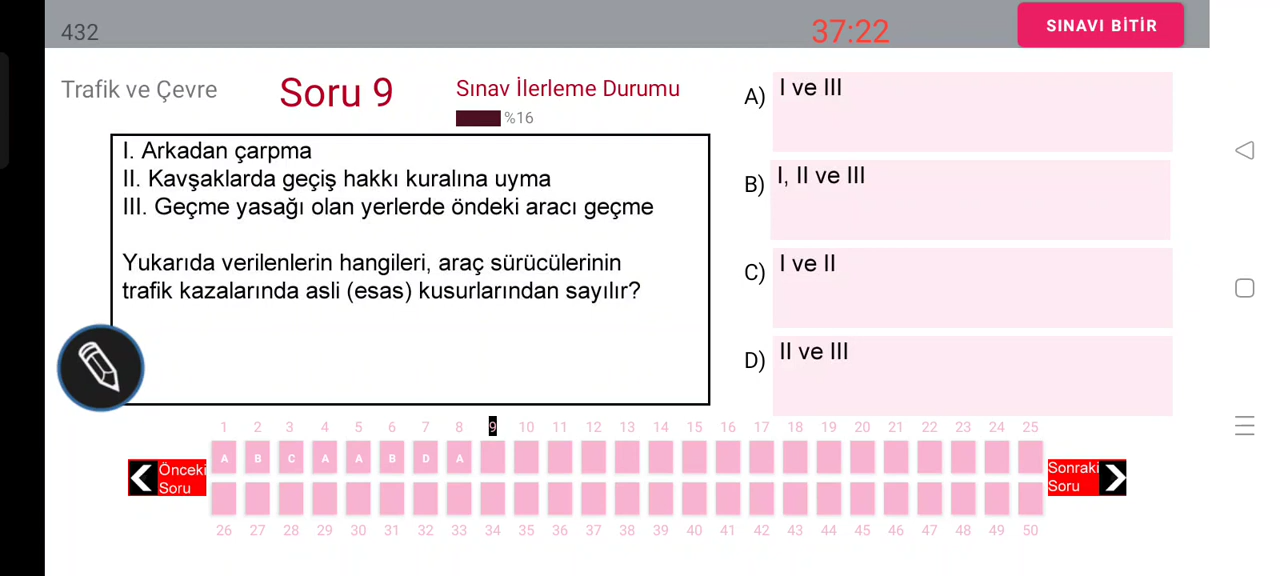 432
37:22
SINAVI BİTİR
Trafik ve Çevre
Soru 9
Sınav İlerleme Durumu
%16
I. Arkadan çarpma
II. Kavşaklarda geçiş hakkı kuralına uyma
III. Geçme yasağı olan yerlerde öndeki aracı geçme
Yukarıda verilenlerin hangileri, araç sürücülerinin
trafik kazalarında asli (esas) kusurlarından sayılır?
A) I ve III
B) I, II ve III
C) I ve II
D) II ve III
1 2 3 4 5 6 7 8 9 10 11 12 13 14 15 16 17 18 19 20 21 22 23 24 25
A B C A A B D A
Önceki
Soru
Sonraki
Soru
26 27 28 29 30 31 32 33 34 35 36 37 38 39 40 41 42 43 44 45 46 47 48 49 50